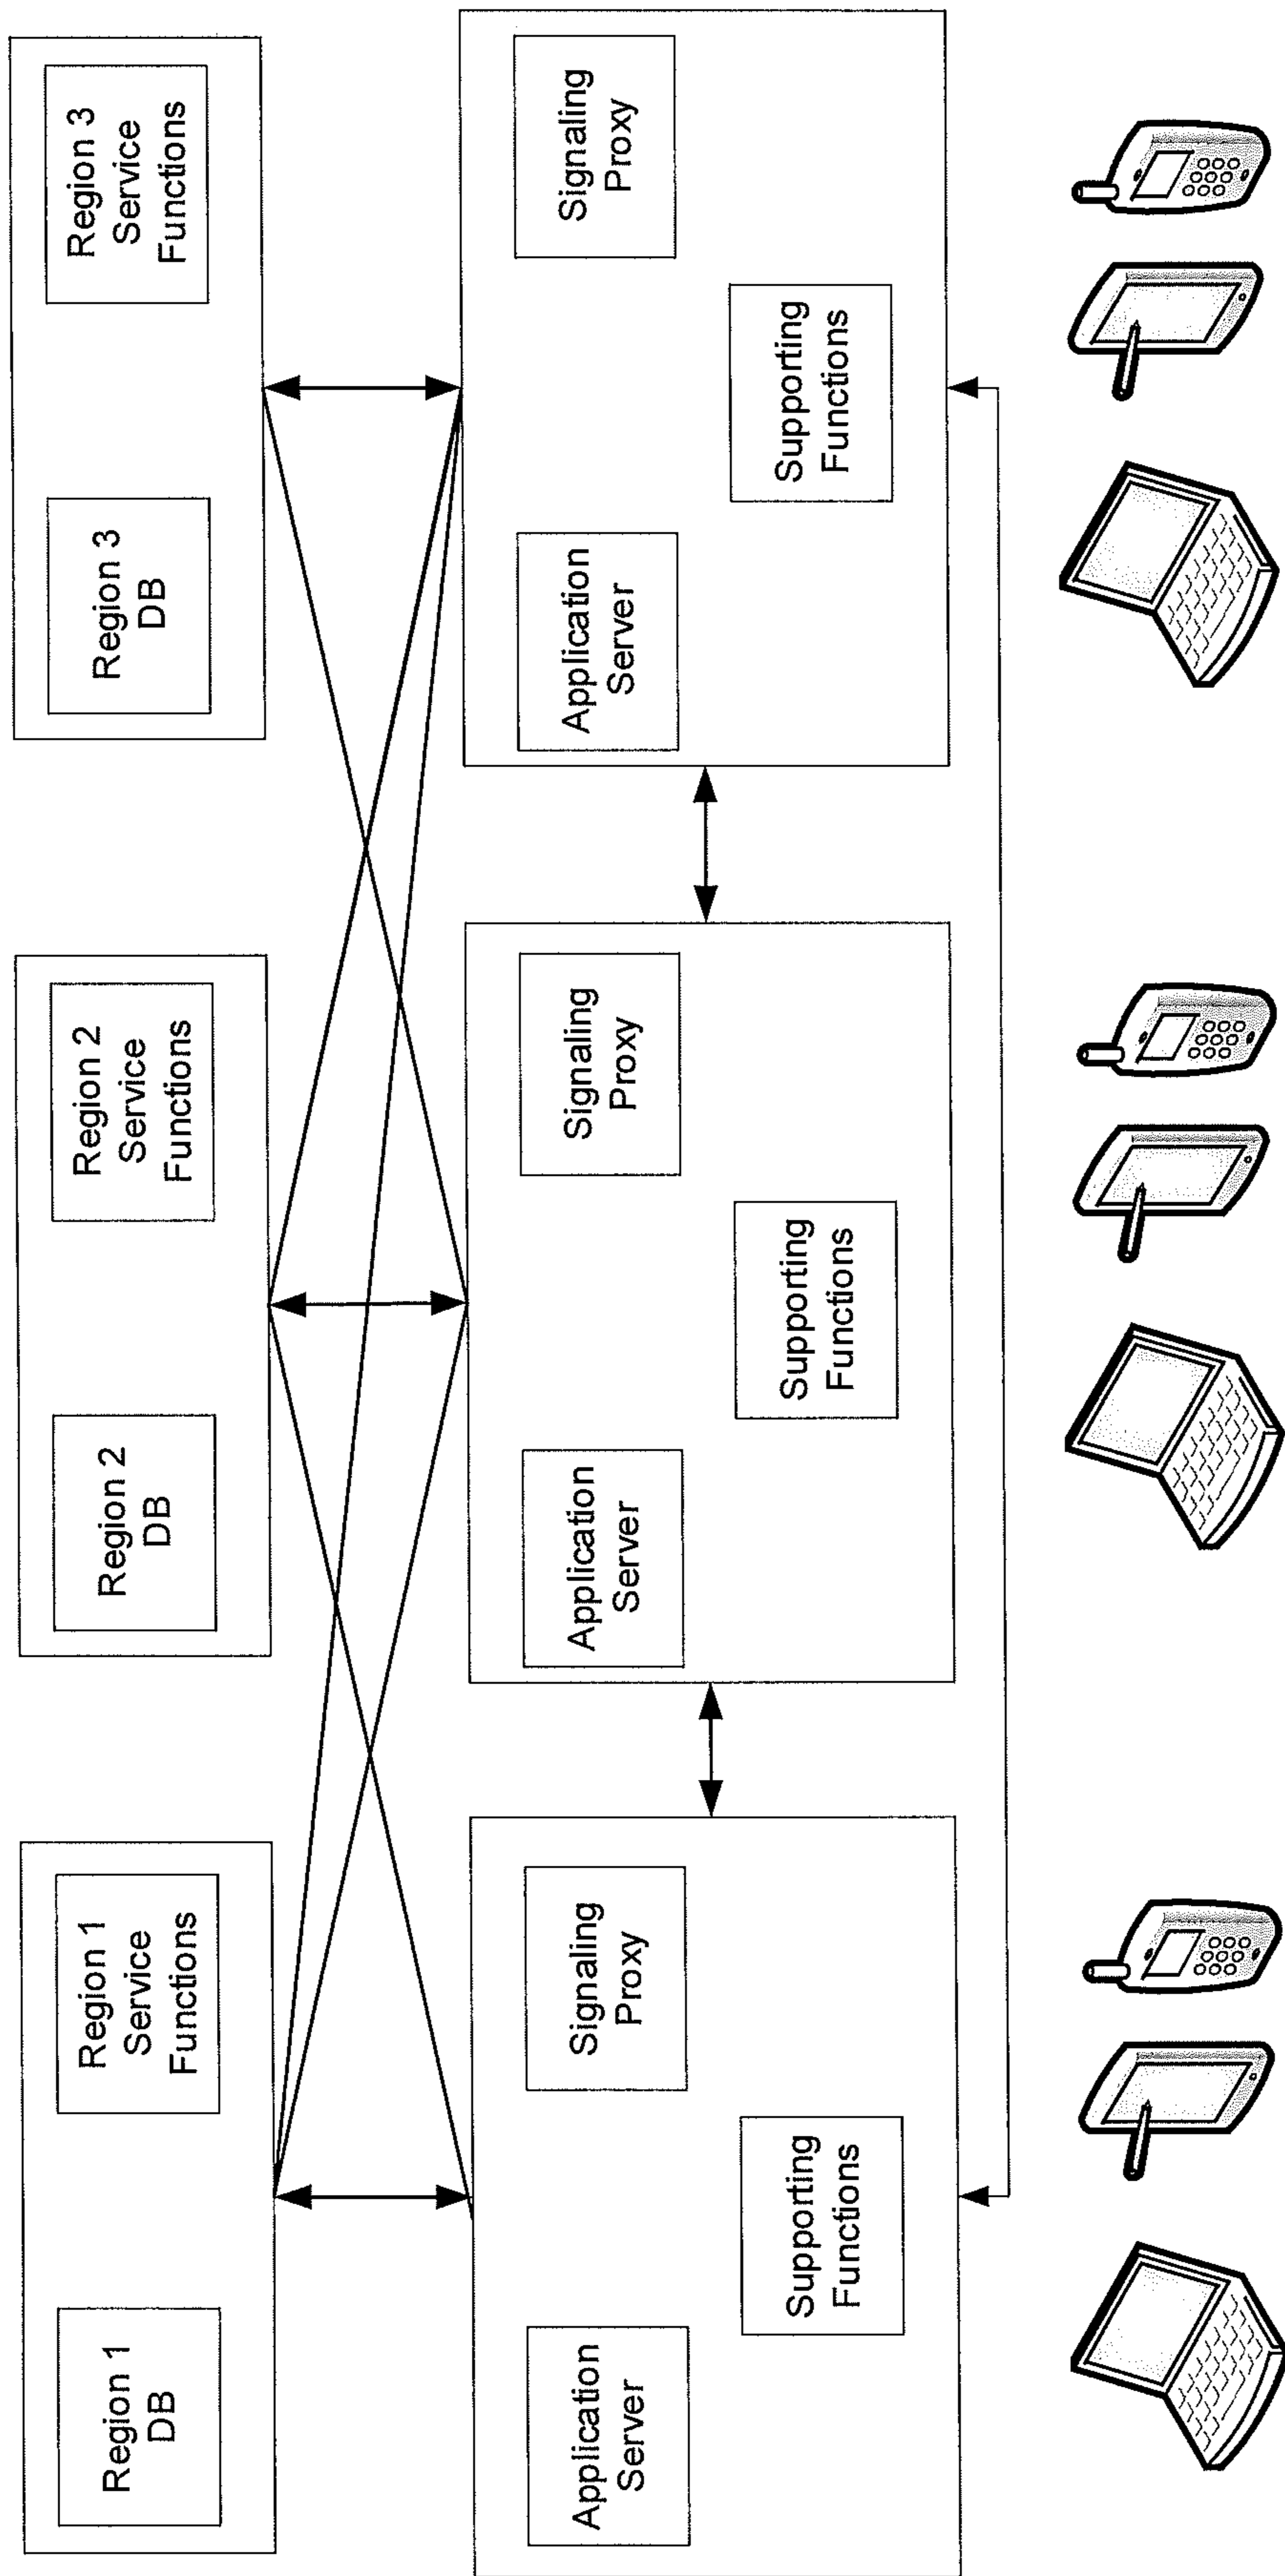 Region 1
DB
Region 1
Service
Functions
Region 2
DB
Region 2
Service
Functions
Region 3
DB
Region 3
Service
Functions
Application
Server
Signaling
Proxy
Supporting
Functions
Application
Server
Signaling
Proxy
Supporting
Functions
Application
Server
Signaling
Proxy
Supporting
Functions